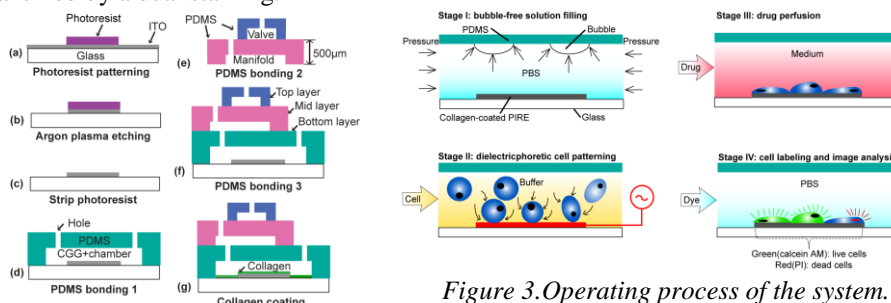 Photoresist
ITO
(a)
Glass
Photoresist patterning
(b)
Argon plasma etching
(c)
Strip photoresist
Hole
PDMS
CGG+chamber
(d)
PDMS bonding 1
PDMS
Valve
Manifold
500μm
(e)
PDMS bonding 2
Top layer
Mid layer
Bottom layer
(f)
PDMS bonding 3
Collagen
(g)
Collagen coating
Stage I: bubble-free solution filling
Pressure
PDMS
Bubble
Pressure
PBS
Collagen-coated PIRE
Glass
Stage II: dielectrophoretic cell patterning
Cell
Buffer
Stage III: drug perfusion
Drug
Medium
Stage IV: cell labeling and image analysis
Dye
PBS
Green(calcein AM): live cells
Red(PI): dead cells
Figure 3.Operating process of the system.